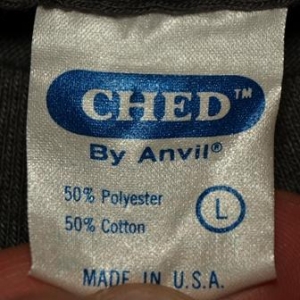 CHED™
By Anvil®
50% Polyester
50% Cotton
L
MADE IN U.S.A.